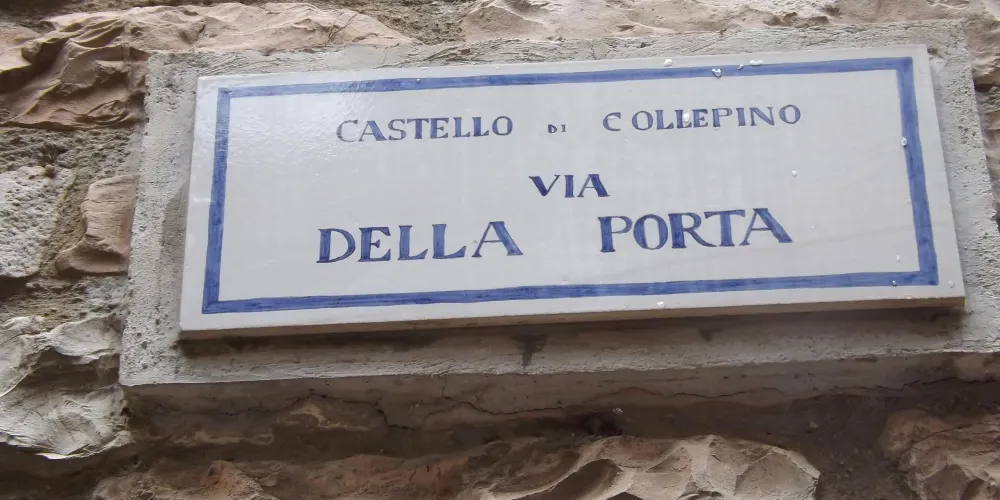 CASTELLO DI COLLEPINO
VIA
DELLA PORTA